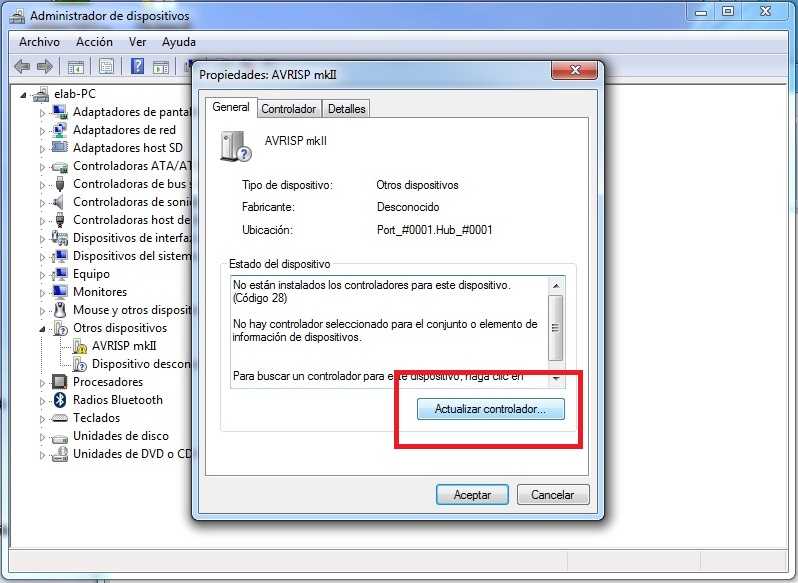 Administrador de dispositivos
Archivo Acción Ver Ayuda
elab-PC
Adaptadores de pantal
Adaptadores de red
Adaptadores host SD
Controladoras ATA/AT
Controladoras de bus
Controladoras de soni
Controladoras host de
Dispositivos de interfa
Dispositivos del sistem
Equipo
Monitores
Mouse y otros disposit
Otros dispositivos
AVRISP mkII
Dispositivo descon
Procesadores
Radios Bluetooth
Teclados
Unidades de disco
Unidades de DVD o CD
Propiedades: AVRISP mkII
General Controlador Detalles
AVRISP mkII
Tipo de dispositivo: Otros dispositivos
Fabricante: Desconocido
Ubicación: Port_#0001.Hub_#0001
Estado del dispositivo
No están instalados los controladores para este dispositivo.
(Código 28)
No hay controlador seleccionado para el conjunto o elemento de
información de dispositivos.
Para buscar un controlador para este dispositivo, haga clic en
Actualizar controlador...
Aceptar Cancelar